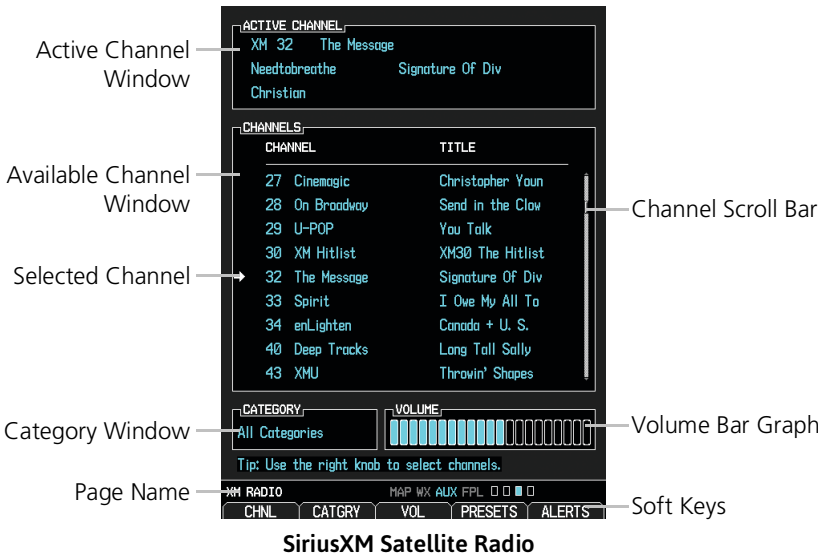 ACTIVE CHANNEL
XM 32 The Message
Needtobreathe Signature Of Div
Christian
Active Channel
Window
CHANNELS
CHANNEL TITLE
27 Cinemagic Christopher Youn
28 On Broadway Send in the Clow
29 U-POP You Talk
30 XM Hitlist XM30 The Hitlist
32 The Message Signature Of Div
33 Spirit I Owe My All To
34 enLighten Canada + U. S.
40 Deep Tracks Long Tall Sally
43 XMU Throwin' Shapes
Available Channel
Window
Channel Scroll Bar
Selected Channel
CATEGORY
All Categories
VOLUME
Category Window
Volume Bar Graph
Tip: Use the right knob to select channels.
Page Name
XM RADIO MAP WX AUX FPL
CHNL CATGRY VOL PRESETS ALERTS
Soft Keys
SiriusXM Satellite Radio